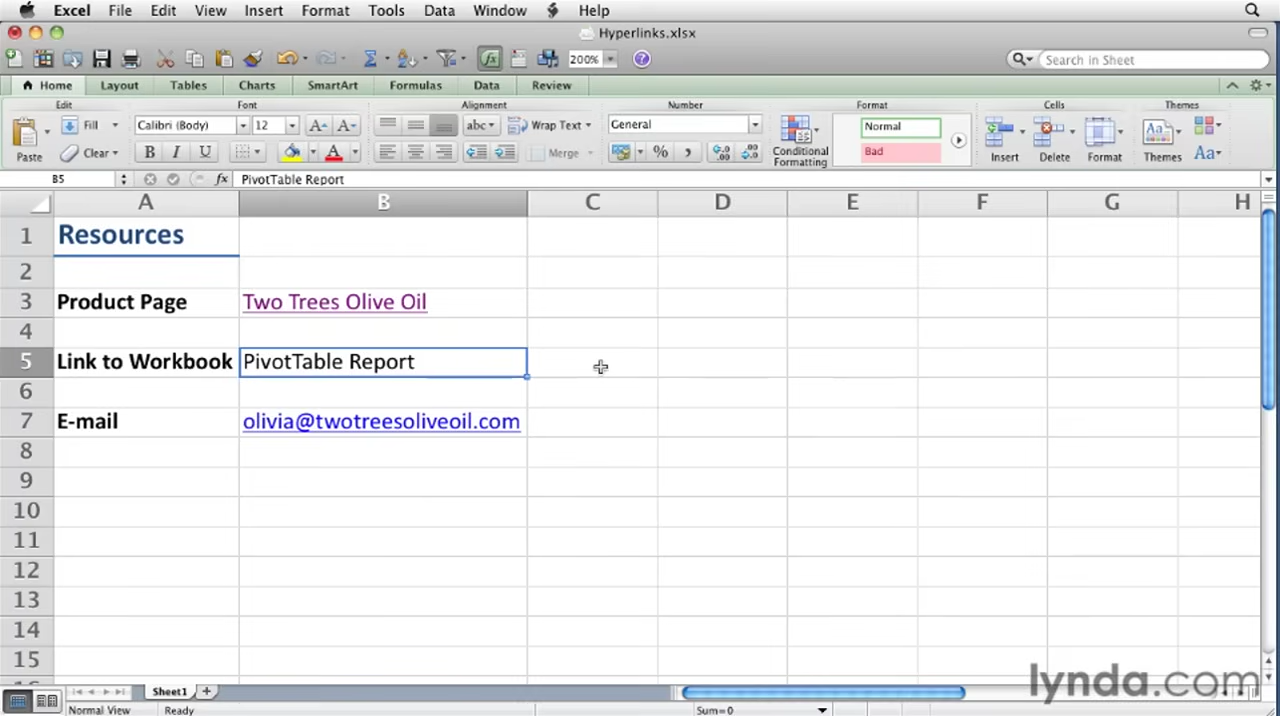 Excel File Edit View Insert Format Tools Data Window Help
Hyperlinks.xlsx
200% Search in Sheet
Home Layout Tables Charts SmartArt Formulas Data Review
Edit Font Alignment Number Format Cells Themes
Fill Calibri (Body) 12 A A abc Wrap Text General Normal
Paste Clear B I U A Merge % Conditional Formatting Bad Insert Delete Format Themes Aa
B5 fx PivotTable Report
A B C D E F G H
1 Resources
2
3 Product Page Two Trees Olive Oil
4
5 Link to Workbook PivotTable Report
6
7 E-mail olivia@twotreesoliveoil.com
8
9
10
11
12
13
14
15
Sheet1
Normal View Ready Sum=0
lynda.com